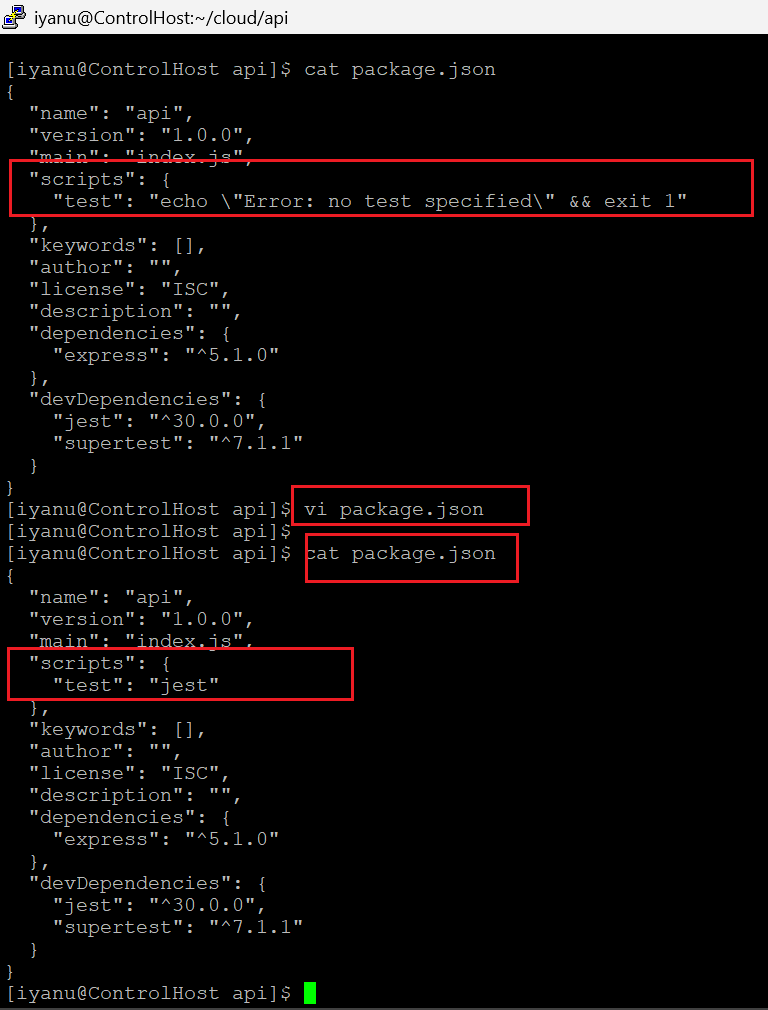 iyanu@ControlHost:~/cloud/api
[iyanu@ControlHost api]$ cat package.json
{
  "name": "api",
  "version": "1.0.0",
  "main": "index.js",
  "scripts": {
    "test": "echo \"Error: no test specified\" && exit 1"
  },
  "keywords": [],
  "author": "",
  "license": "ISC",
  "description": "",
  "dependencies": {
    "express": "^5.1.0"
  },
  "devDependencies": {
    "jest": "^30.0.0",
    "supertest": "^7.1.1"
  }
}
[iyanu@ControlHost api]$ vi package.json
[iyanu@ControlHost api]$
[iyanu@ControlHost api]$ cat package.json
{
  "name": "api",
  "version": "1.0.0",
  "main": "index.js",
  "scripts": {
    "test": "jest"
  },
  "keywords": [],
  "author": "",
  "license": "ISC",
  "description": "",
  "dependencies": {
    "express": "^5.1.0"
  },
  "devDependencies": {
    "jest": "^30.0.0",
    "supertest": "^7.1.1"
  }
}
[iyanu@ControlHost api]$